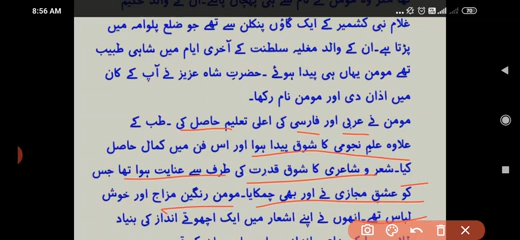 8:56 AM
70
غلام نبی کشمیر کے ایک گاؤں پنکلن سے تھے جو ضلع پلوامہ میں
پڑتا ہے۔ان کے والد مغلیہ سلطنت کے آخری ایام میں شاہی طبیب
تھے مومن یہاں ہی پیدا ہوئے ۔حضرتِ شاہ عزیز نے آپ کے کان
میں اذان دی اور مومن نام رکھا۔
مومن نے عربی اور فارسی کی اعلی تعلیم حاصل کی ۔طب کے
علاوہ علمِ نجومی کا شوق پیدا ہوا اور اس فن میں کمال حاصل
کیا۔شعر و شاعری کا شوق قدرت کی طرف سے عنایت ہوا تھا جس
کو عشق مجازی نے اور بھی چمکایا۔مومن رنگین مزاج اور خوش
لباس تھے۔انھوں نے اپنے اشعار میں ایک اچھوتے انداز کی بنیاد